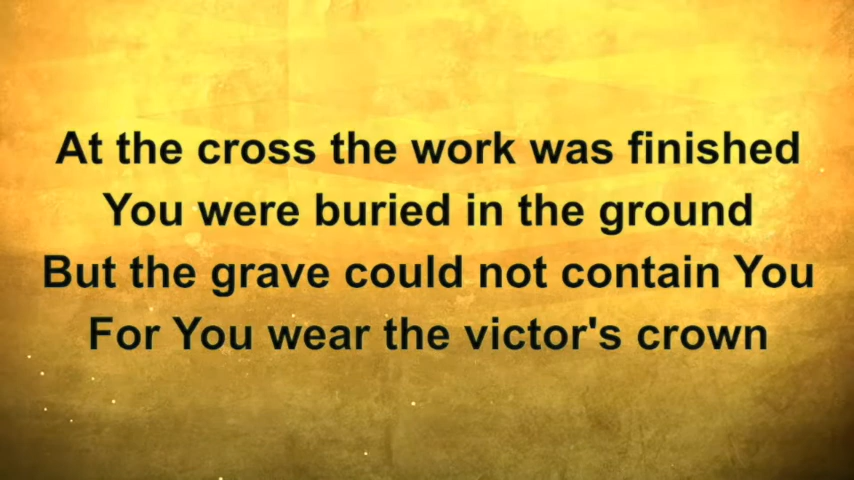 At the cross the work was finished
You were buried in the ground
But the grave could not contain You
For You wear the victor's crown